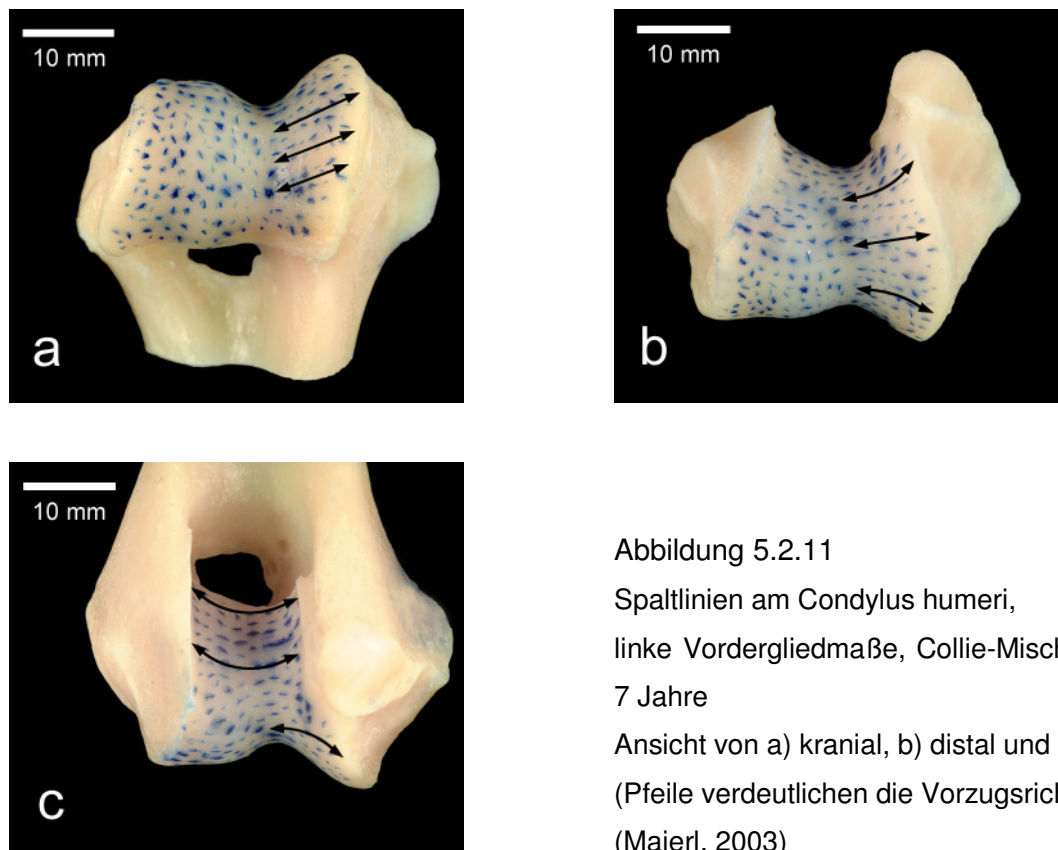 10 mm
a
10 mm
b
10 mm
c
Abbildung 5.2.11
Spaltlinien am Condylus humeri,
linke Vordergliedmaße, Collie-Misch
7 Jahre
Ansicht von a) kranial, b) distal und
(Pfeile verdeutlichen die Vorzugsrich
(Maierl, 2003)